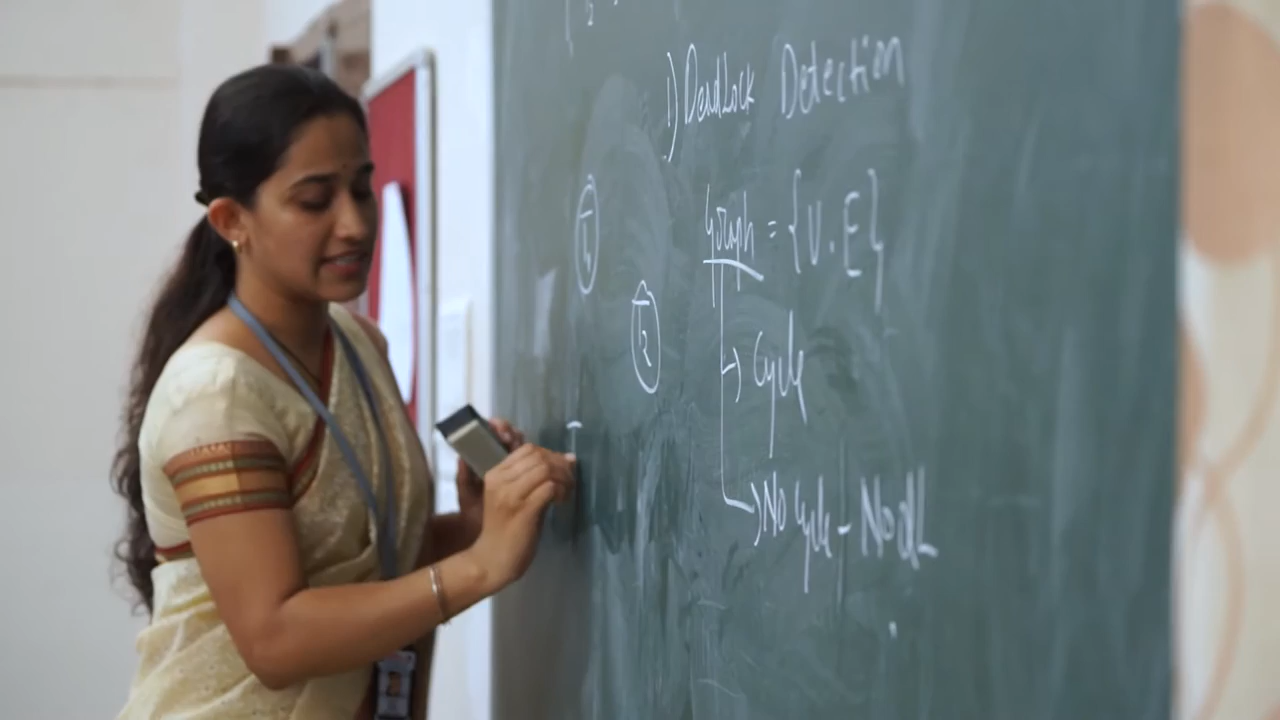 1) DeadLock Detection
T1
Graph = {V, E}
T2
→ Cycle
T
→ No Cycle - No dL